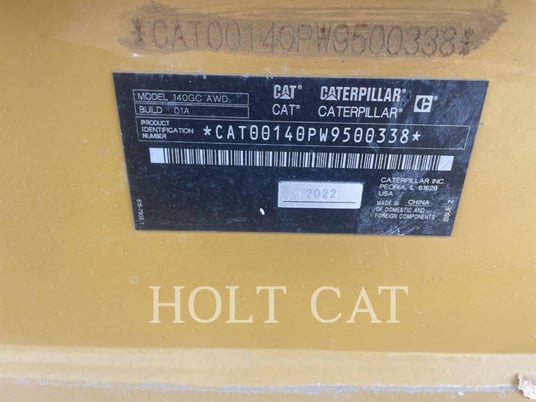 *CAT00140PW9500338*
MODEL 140GC AWD
BUILD 01A
CAT® CATERPILLAR®
CAT® CATERPILLAR®
PRODUCT
IDENTIFICATION
NUMBER
*CAT00140PW9500338*
2022
CATERPILLAR INC.
PEORIA, IL 61629
USA
MADE IN CHINA
OF DOMESTIC AND
FOREIGN COMPONENTS
HOLT CAT